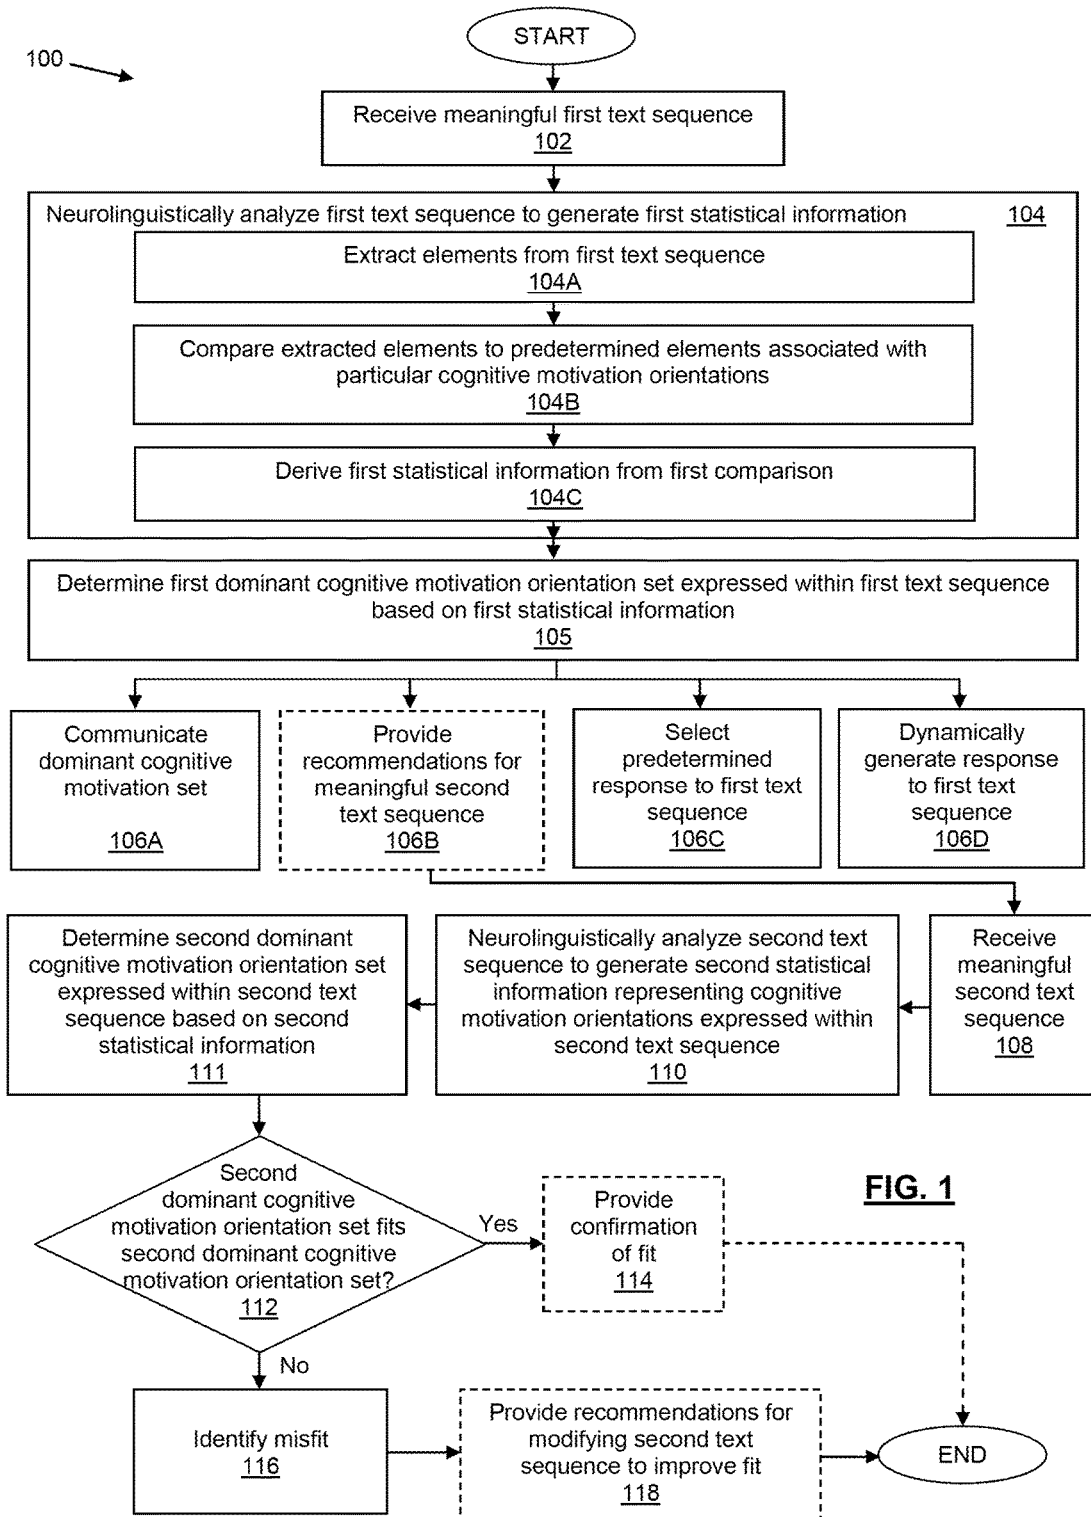 START
100
Receive meaningful first text sequence
102
Neurolinguistically analyze first text sequence to generate first statistical information 104
Extract elements from first text sequence
104A
Compare extracted elements to predetermined elements associated with
particular cognitive motivation orientations
104B
Derive first statistical information from first comparison
104C
Determine first dominant cognitive motivation orientation set expressed within first text sequence
based on first statistical information
105
Communicate
dominant cognitive
motivation set
106A
Provide
recommendations for
meaningful second
text sequence
106B
Select
predetermined
response to first text
sequence
106C
Dynamically
generate response
to first text
sequence
106D
Determine second dominant
cognitive motivation orientation set
expressed within second text
sequence based on second
statistical information
111
Neurolinguistically analyze second text
sequence to generate second statistical
information representing cognitive
motivation orientations expressed within
second text sequence
110
Receive
meaningful
second text
sequence
108
Second
dominant cognitive
motivation orientation set fits
second dominant cognitive
motivation orientation set?
112
Yes
Provide
confirmation
of fit
114
FIG. 1
No
Identify misfit
116
Provide recommendations for
modifying second text
sequence to improve fit
118
END